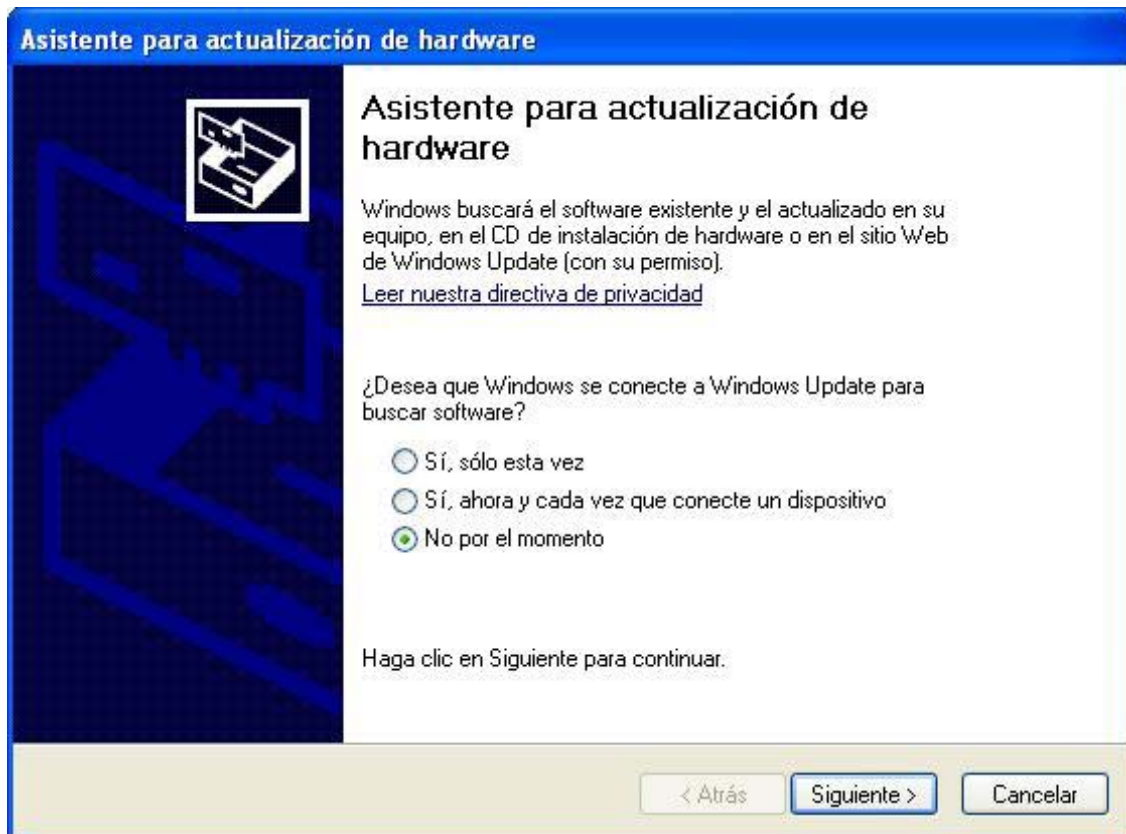 Asistente para actualización de hardware
Asistente para actualización de
hardware
Windows buscará el software existente y el actualizado en su
equipo, en el CD de instalación de hardware o en el sitio Web
de Windows Update (con su permiso).
Leer nuestra directiva de privacidad
¿Desea que Windows se conecte a Windows Update para
buscar software?
Sí, sólo esta vez
Sí, ahora y cada vez que conecte un dispositivo
No por el momento
Haga clic en Siguiente para continuar.
< Atrás Siguiente > Cancelar